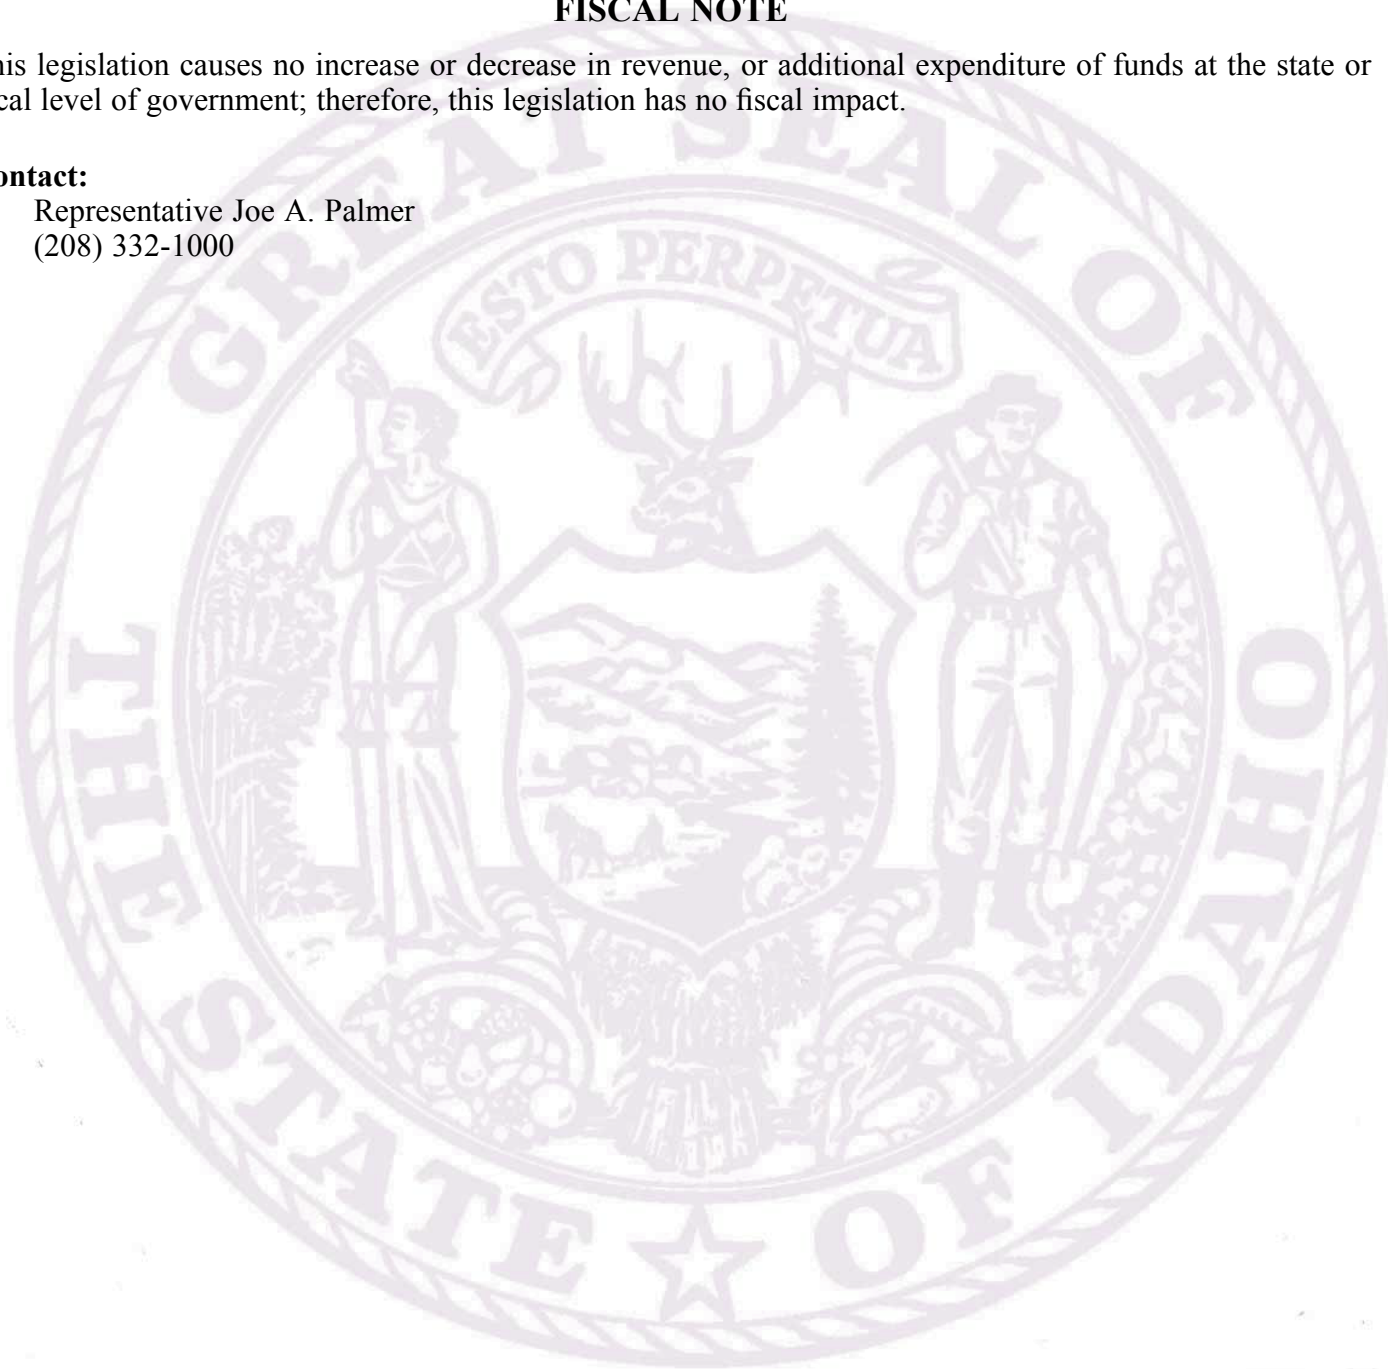 FISCAL NOTE
his legislation causes no increase or decrease in revenue, or additional expenditure of funds at the state or
cal level of government; therefore, this legislation has no fiscal impact.
ontact:
Representative Joe A. Palmer
(208) 332-1000
GREAT SEAL OF
THE STATE OF IDAHO
ESTO PERPETUA